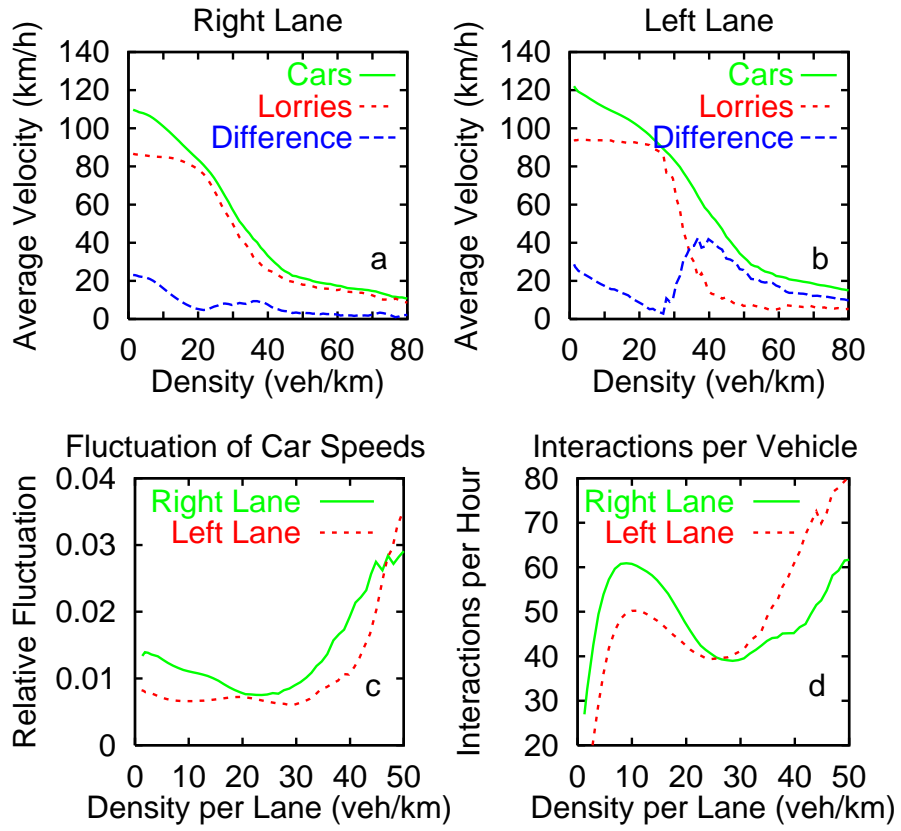 Right Lane
Average Velocity (km/h)
140
120
100
80
60
40
20
0
Cars
Lorries
Difference
a
0 20 40 60 80
Density (veh/km)
Left Lane
Average Velocity (km/h)
140
120
100
80
60
40
20
0
Cars
Lorries
Difference
b
0 20 40 60 80
Density (veh/km)
Fluctuation of Car Speeds
Relative Fluctuation
0.04
0.03
0.02
0.01
0
Right Lane
Left Lane
c
0 10 20 30 40 50
Density per Lane (veh/km)
Interactions per Vehicle
Interactions per Hour
80
70
60
50
40
30
20
Right Lane
Left Lane
d
0 10 20 30 40 50
Density per Lane (veh/km)